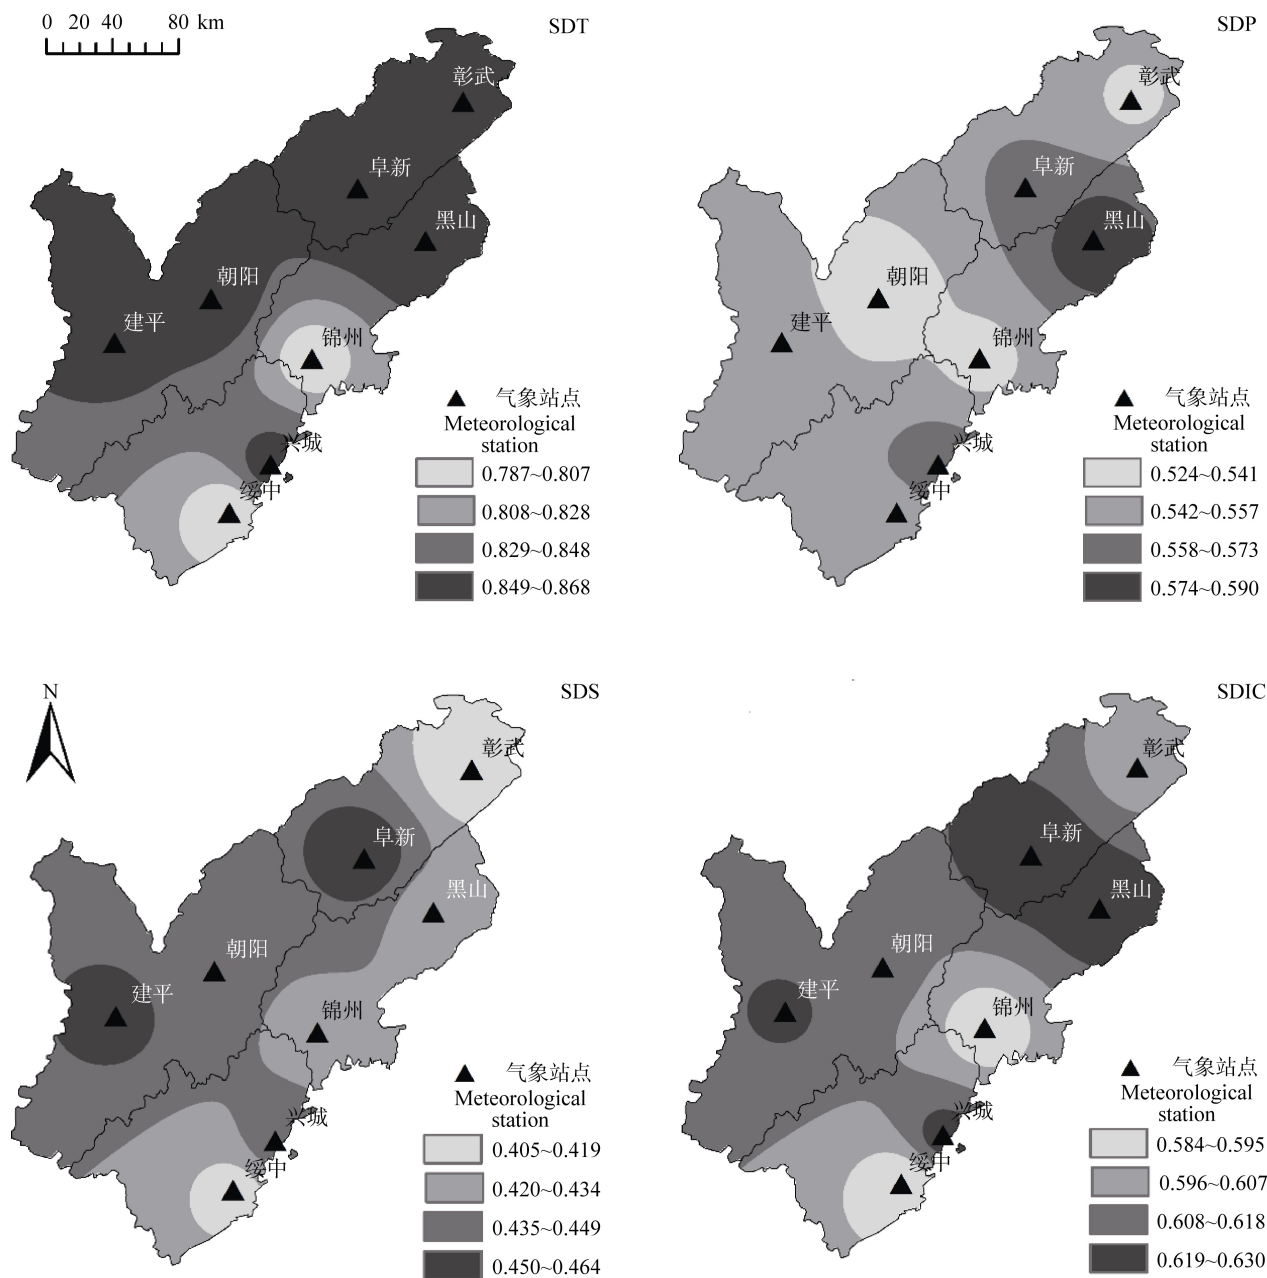 0 20 40 80 km
SDT
彰武
阜新
黑山
朝阳
建平
锦州
兴城
绥中
气象站点
Meteorological
station
0.787~0.807
0.808~0.828
0.829~0.848
0.849~0.868
SDP
彰武
阜新
黑山
朝阳
建平
锦州
兴城
绥中
气象站点
Meteorological
station
0.524~0.541
0.542~0.557
0.558~0.573
0.574~0.590
N
SDS
彰武
阜新
黑山
朝阳
建平
锦州
兴城
绥中
气象站点
Meteorological
station
0.405~0.419
0.420~0.434
0.435~0.449
0.450~0.464
SDIC
彰武
阜新
黑山
朝阳
建平
锦州
兴城
绥中
气象站点
Meteorological
station
0.584~0.595
0.596~0.607
0.608~0.618
0.619~0.630